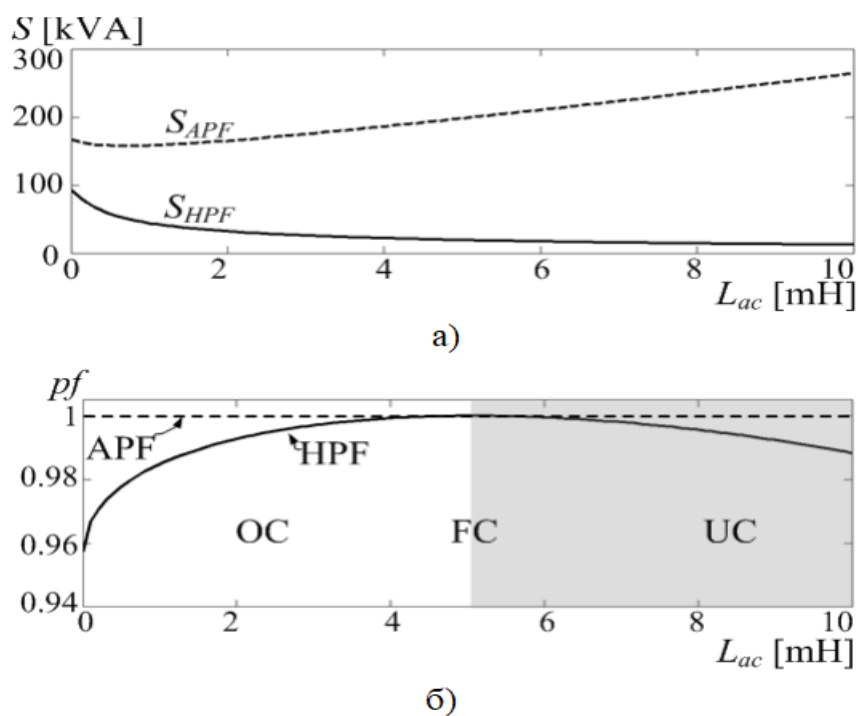 S [kVA]
300
200
100
0
S_APF
S_HPF
0 2 4 6 8 10
L_ac [mH]
а)
pf
1
0.98
0.96
0.94
APF
HPF
OC FC UC
0 2 4 6 8 10
L_ac [mH]
б)